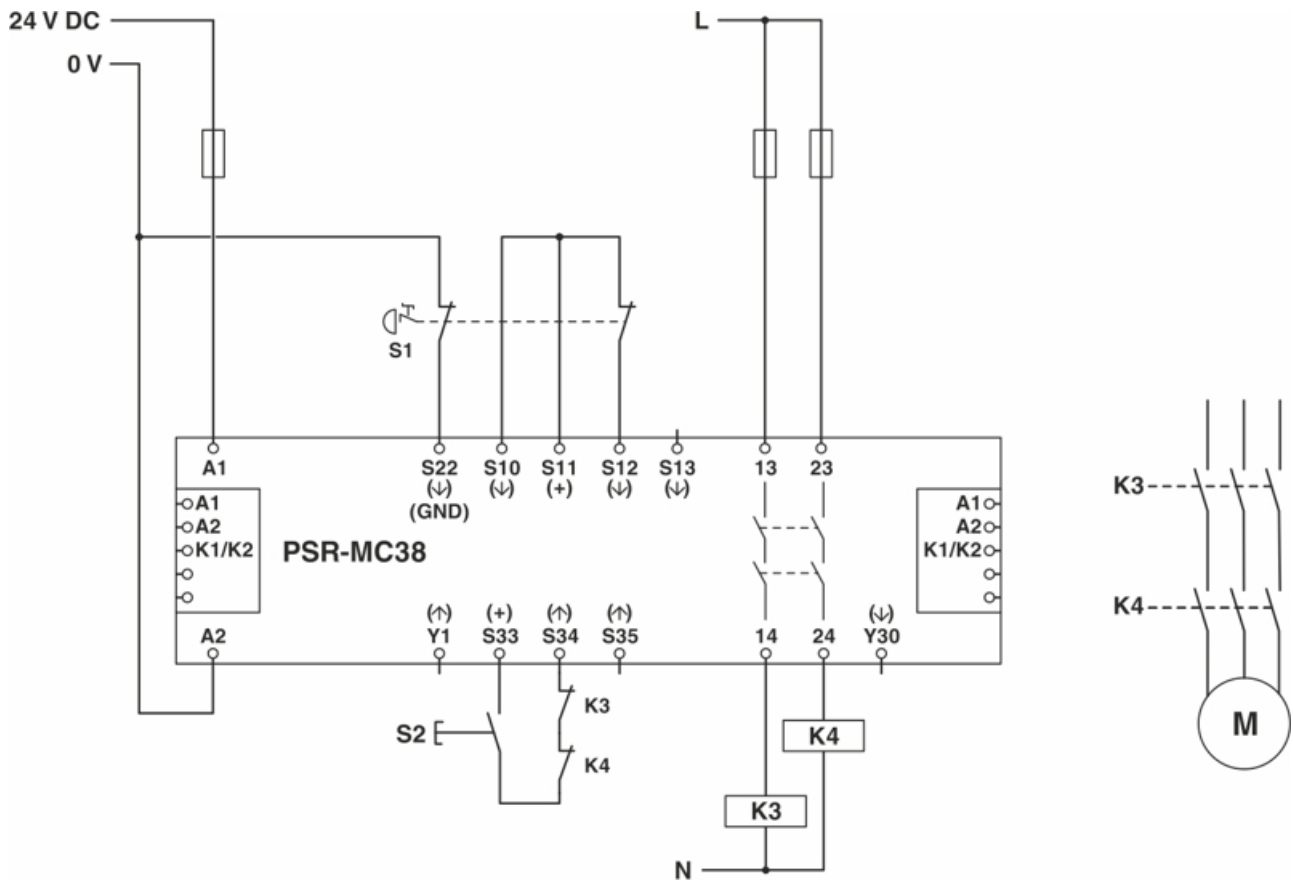 24 V DC
L
0 V
S1
A1 S22 S10 S11 S12 S13 13 23
(↓) (↓) (+) (↓) (↓)
(GND)
A1
A2
K1/K2
PSR-MC38
A1
A2
K1/K2
K3
K4
(↑) (+) (↑) (↑) (↓)
A2 Y1 S33 S34 S35 14 24 Y30
K3
S2
K4
K4
K3
M
N